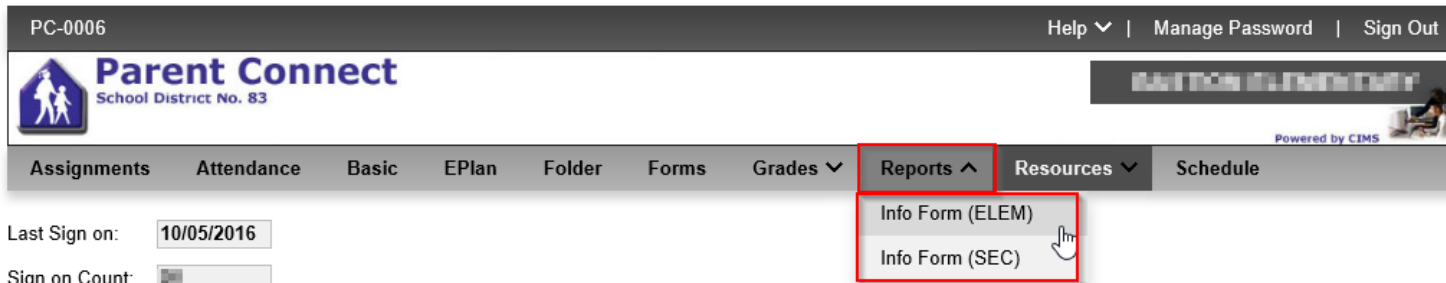 PC-0006 Help | Manage Password | Sign Out
Parent Connect
School District No. 83
Powered by CIMS
Assignments Attendance Basic EPlan Folder Forms Grades Reports Resources Schedule
Info Form (ELEM)
Last Sign on: 10/05/2016
Info Form (SEC)
Sign on Count: